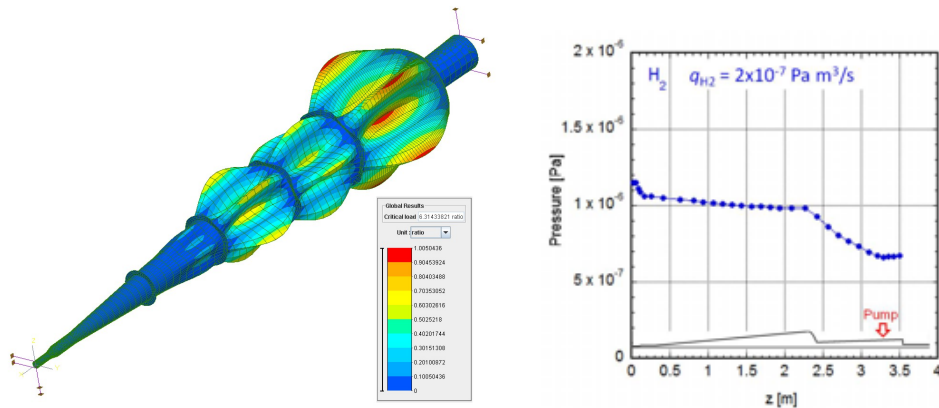 Global Results
Critical load 6.31433821 ratio
Unit: ratio
1.0050436
0.90453924
0.80403488
0.70353052
0.60302616
0.5025218
0.40201744
0.30151308
0.20100872
0.10050436
0
H₂ q_H2 = 2x10⁻⁷ Pa m³/s
2 x 10⁻⁶
1.5 x 10⁻⁶
1 x 10⁻⁶
5 x 10⁻⁷
0
Pressure [Pa]
Pump
0 0.5 1 1.5 2 2.5 3 3.5 4
z [m]